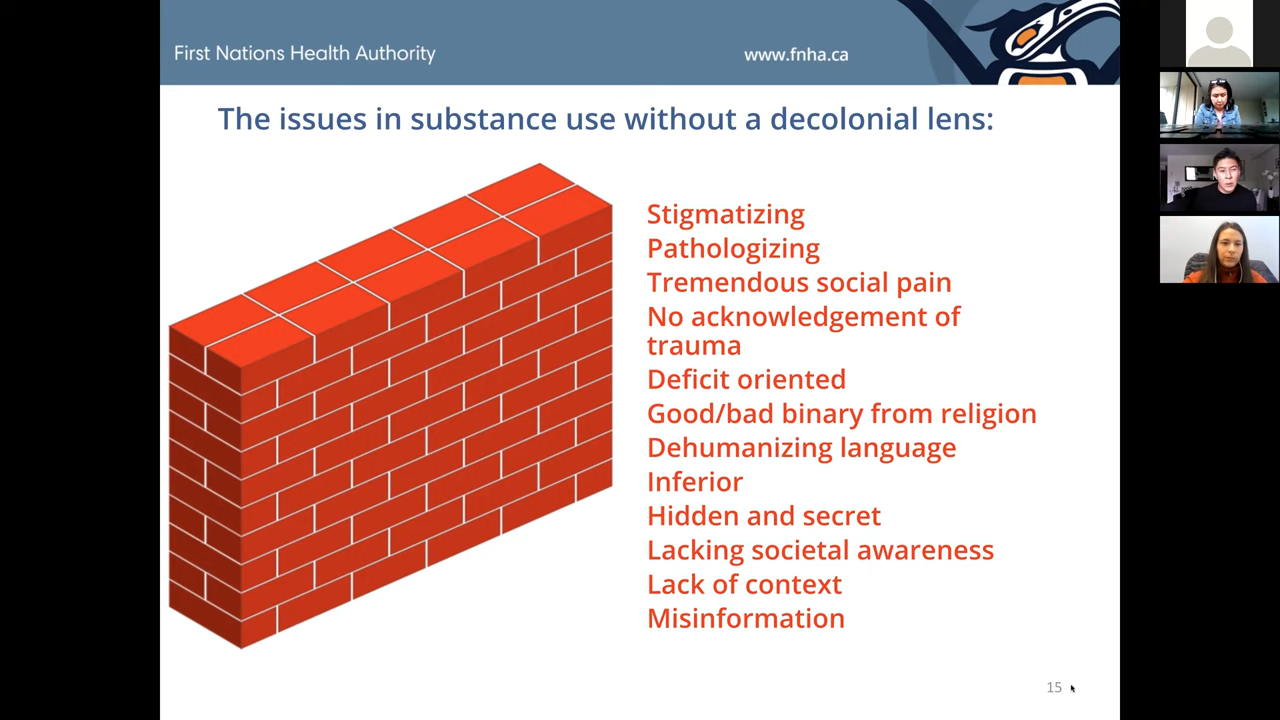 First Nations Health Authority
www.fnha.ca
The issues in substance use without a decolonial lens:
Stigmatizing
Pathologizing
Tremendous social pain
No acknowledgement of
trauma
Deficit oriented
Good/bad binary from religion
Dehumanizing language
Inferior
Hidden and secret
Lacking societal awareness
Lack of context
Misinformation
15